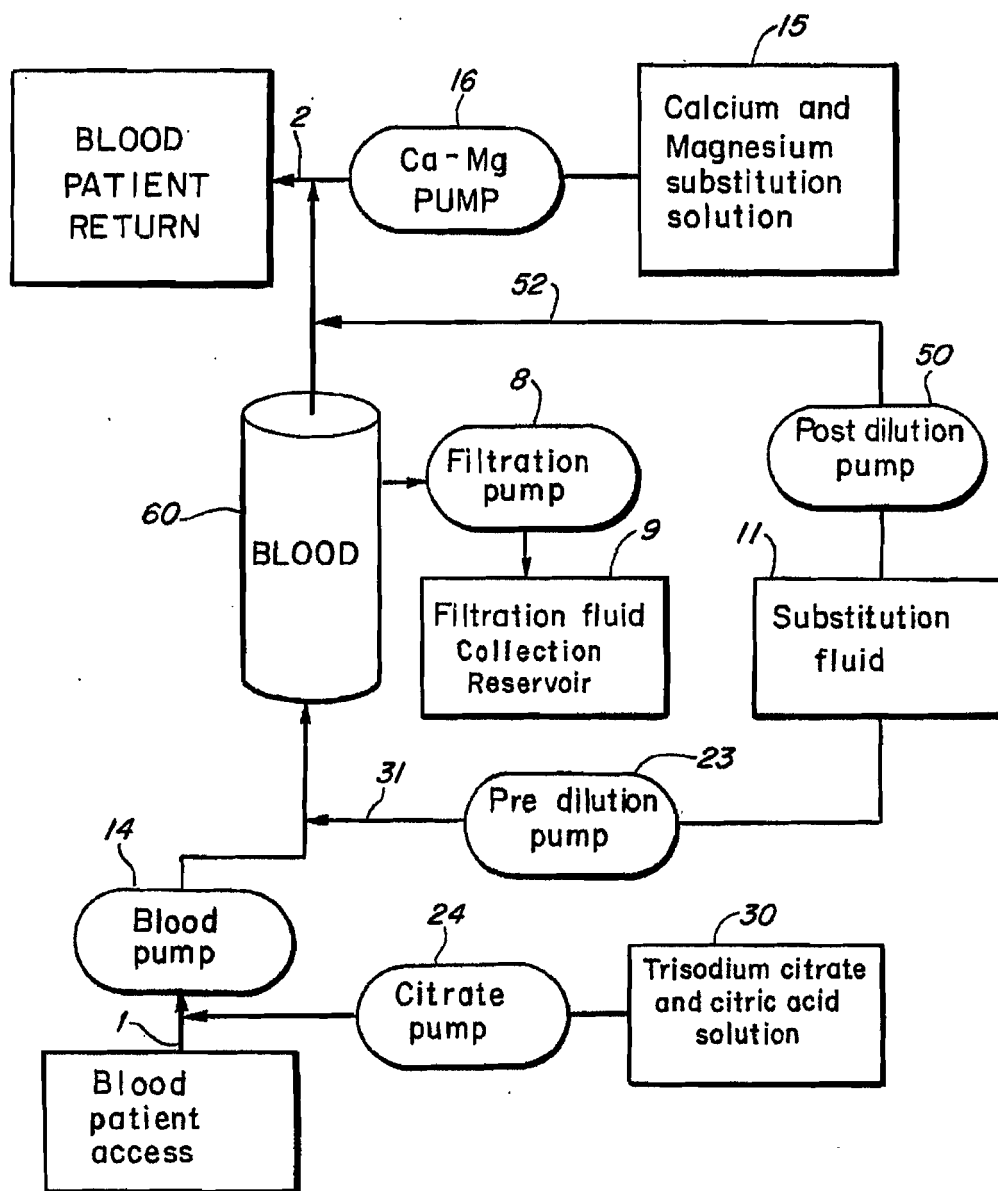 15
16
2
BLOOD
PATIENT
RETURN
Ca-Mg
PUMP
Calcium and
Magnesium
substitution
solution
52
50
8
Post dilution
pump
Filtration
pump
60
BLOOD
9
11
Filtration fluid
Collection
Reservoir
Substitution
fluid
23
31
Pre dilution
pump
14
Blood
pump
24
30
Citrate
pump
Trisodium citrate
and citric acid
solution
1
Blood
patient
access